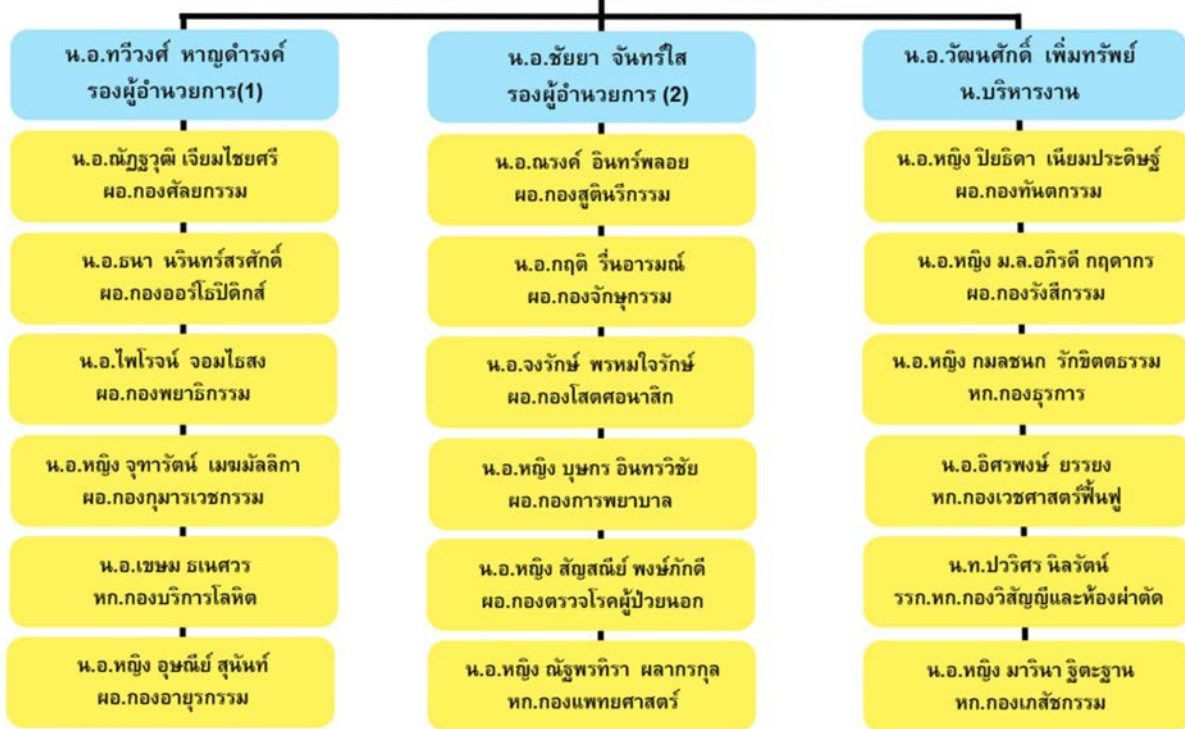 น.อ.ทวีวงศ์ หาญดำรงค์
รองผู้อำนวยการ(1)
น.อ.ณัฏฐวุฒิ เจียมไชยศรี
ผอ.กองศัลยกรรม
น.อ.ธนา นรินทร์สรศักดิ์
ผอ.กองออร์โธปิดิกส์
น.อ.ไพโรจน์ จอมไธสง
ผอ.กองพยาธิกรรม
น.อ.หญิง จุฑารัตน์ เมฆมัลลิกา
ผอ.กองกุมารเวชกรรม
น.อ.เขษม ธเนศวร
หก.กองบริการโลหิต
น.อ.หญิง อุษณีย์ สุนันท์
ผอ.กองอายุรกรรม
น.อ.ชัยยา จันทร์ใส
รองผู้อำนวยการ (2)
น.อ.ณรงค์ อินทร์พลอย
ผอ.กองสูตินรีกรรม
น.อ.กฤติ รื่นอารมณ์
ผอ.กองจักษุกรรม
น.อ.จงรักษ์ พรหมใจรักษ์
ผอ.กองโสตศอนาสิก
น.อ.หญิง บุษกร อินทรวิชัย
ผอ.กองการพยาบาล
น.อ.หญิง สัญสณีย์ พงษ์ภักดี
ผอ.กองตรวจโรคผู้ป่วยนอก
น.อ.หญิง ณัฐพรทิรา ผลากรกุล
หก.กองแพทยศาสตร์
น.อ.วัฒนศักดิ์ เพิ่มทรัพย์
น.บริหารงาน
น.อ.หญิง ปิยธิดา เนียมประดิษฐ์
ผอ.กองทันตกรรม
น.อ.หญิง ม.ล.อภิรดี กฤดากร
ผอ.กองรังสีกรรม
น.อ.หญิง กมลชนก รักขิตตธรรม
หก.กองธุรการ
น.อ.อิศรพงษ์ ยรรยง
หก.กองเวชศาสตร์ฟื้นฟู
น.ท.ปวริศร นิลรัตน์
รรก.หก.กองวิสัญญีและห้องผ่าตัด
น.อ.หญิง มารินา ฐิตะฐาน
หก.กองเภสัชกรรม